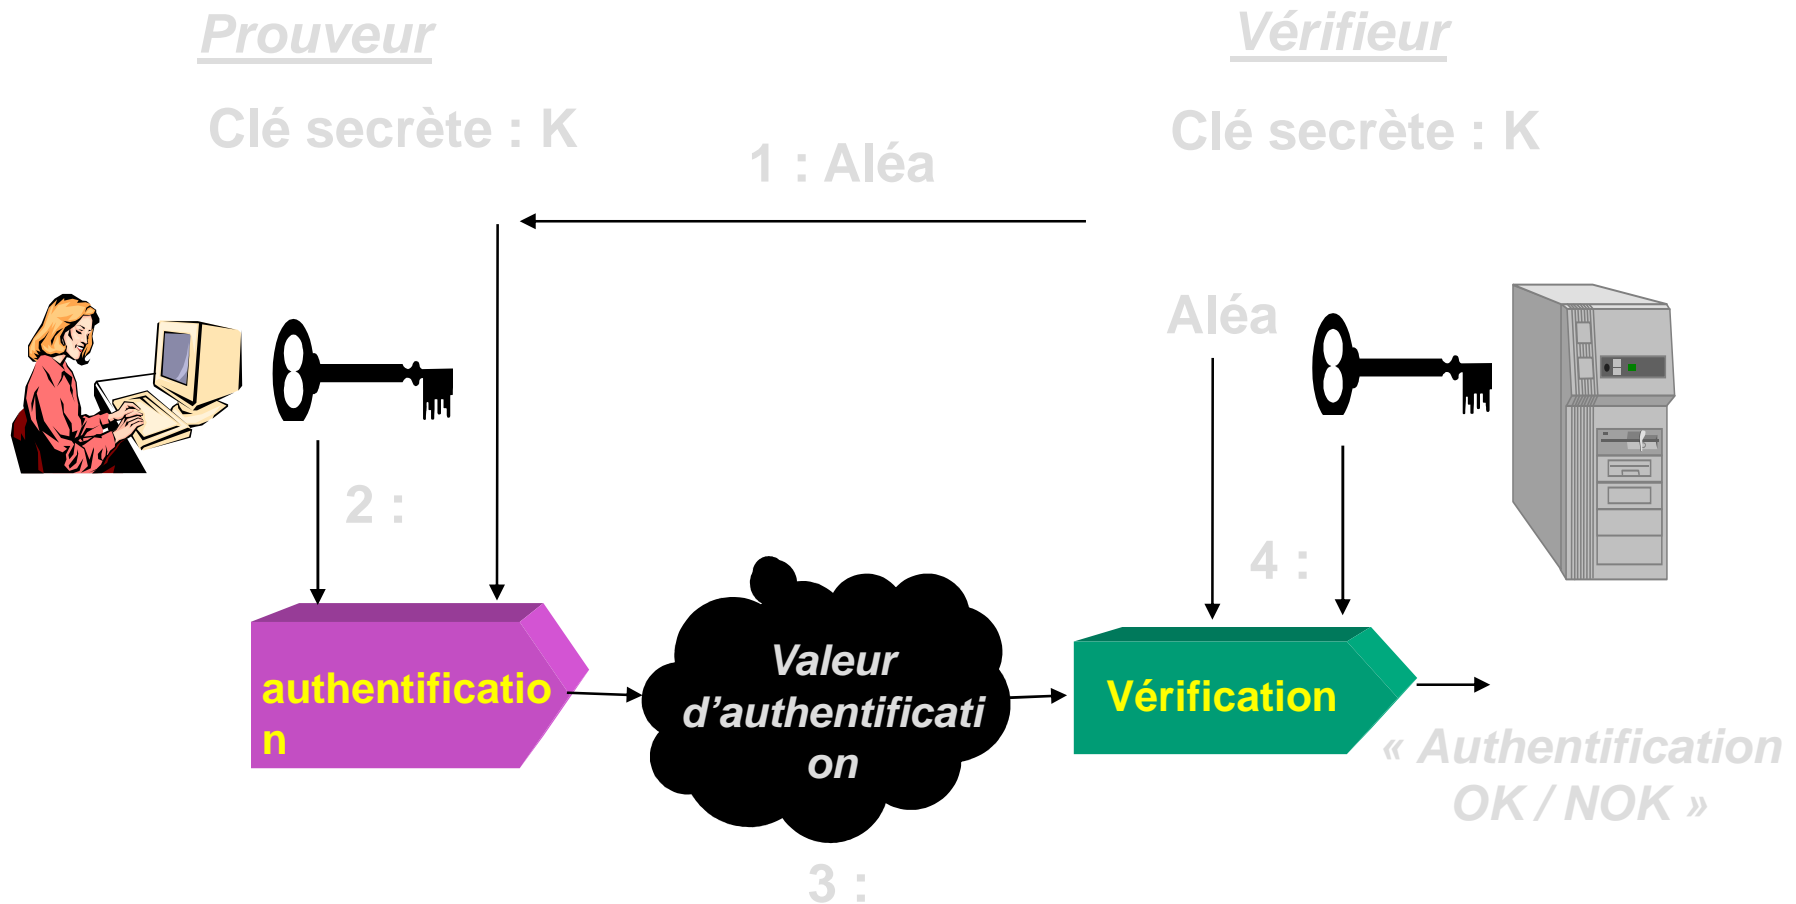 Prouveur
Vérifieur
Clé secrète : K
Clé secrète : K
1 : Aléa
Aléa
2 :
4 :
authentificatio
n
Valeur
d’authentificati
on
Vérification
« Authentification
OK / NOK »
3 :